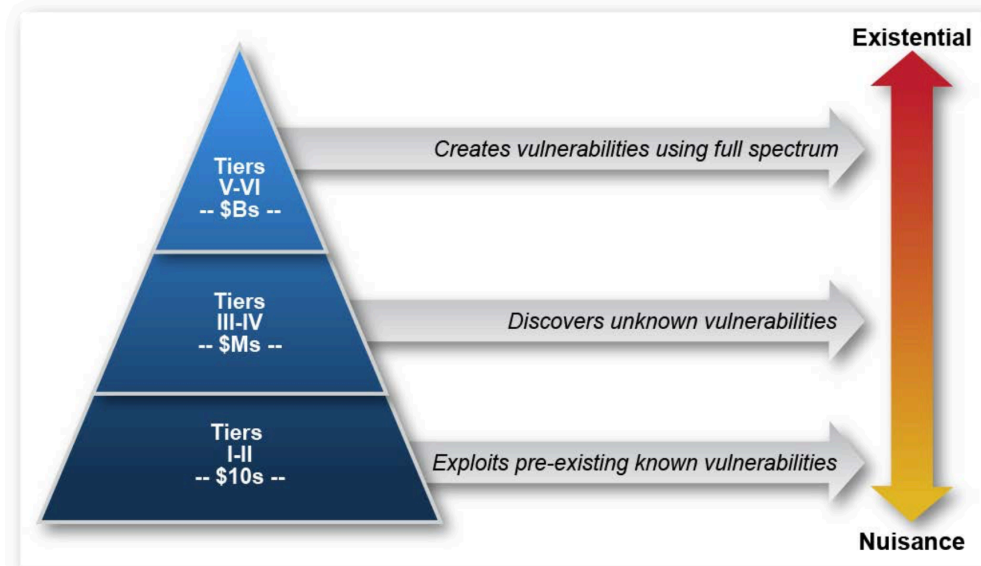 Existential
Tiers
V-VI
-- $Bs --
Creates vulnerabilities using full spectrum
Tiers
III-IV
-- $Ms --
Discovers unknown vulnerabilities
Tiers
I-II
-- $10s --
Exploits pre-existing known vulnerabilities
Nuisance